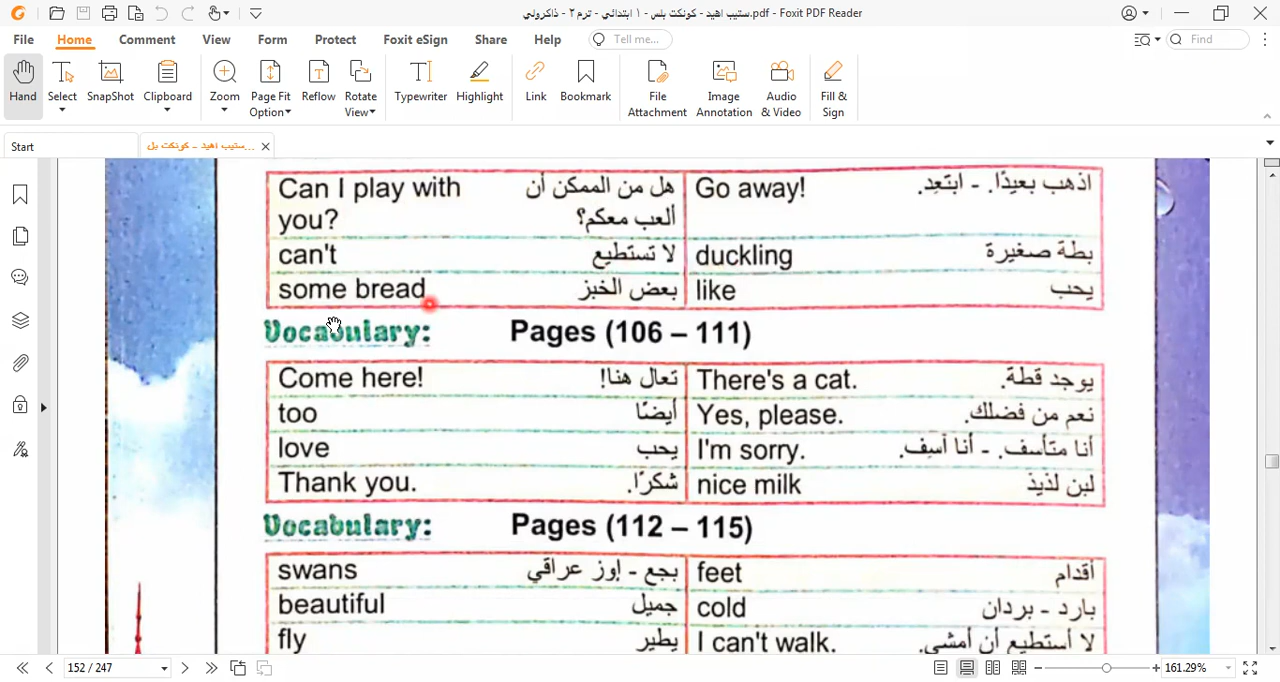 ستيب اهيد - كونكت بلس - ١ ابتدائي - ترم ٢ - ذاكرولي.pdf - Foxit PDF Reader
File Home Comment View Form Protect Foxit eSign Share Help Tell me... Find
Hand Select SnapShot Clipboard Zoom Page Fit Option Reflow Rotate View Typewriter Highlight Link Bookmark File Attachment Image Annotation Audio & Video Fill & Sign
Start ستيب اهيد - كونكت بل...
Can I play with you? هل من الممكن أن ألعب معكم؟ Go away! اذهب بعيدًا. - ابتَعِد.
can't لا تستطيع duckling بطة صغيرة
some bread بعض الخبز like يحب
Vocabulary: Pages (106 – 111)
Come here! تعال هنا! There's a cat. يوجد قطة.
too أيضًا Yes, please. نعم من فضلك.
love يحب I'm sorry. أنا متأسف. - أنا آسِف.
Thank you. شكرًا. nice milk لبن لذيذ
Vocabulary: Pages (112 – 115)
swans بجع - إوز عراقي feet أقدام
beautiful جميل cold بارد - بردان
fly يطير I can't walk. لا أستطيع أن أمشي.
152 / 247 161.29%